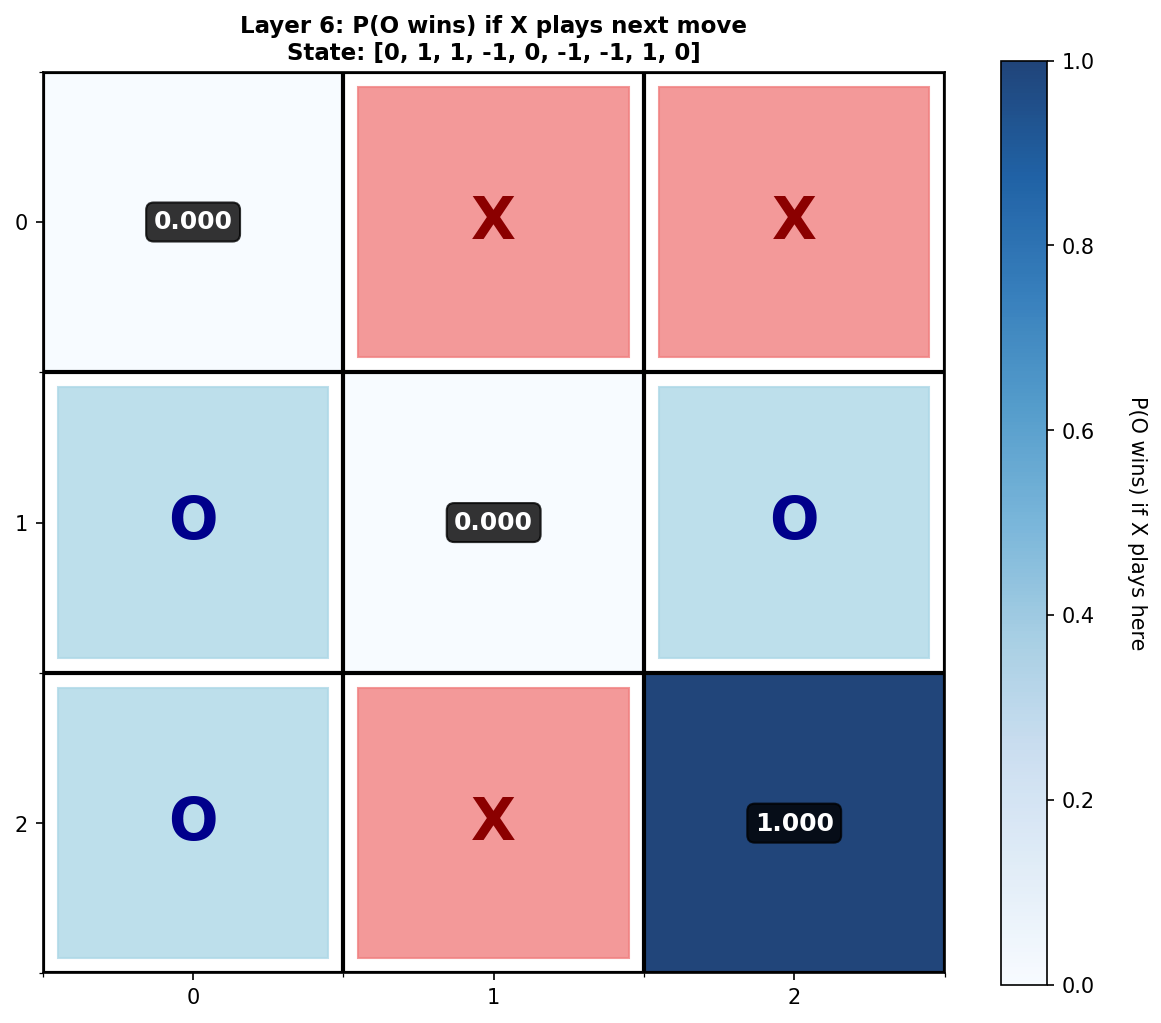 Layer 6: P(O wins) if X plays next move
State: [0, 1, 1, -1, 0, -1, -1, 1, 0]
0
0.000
X
X
1
O
0.000
O
2
O
X
1.000
0
1
2
1.0
0.8
0.6
0.4
0.2
0.0
P(O wins) if X plays here